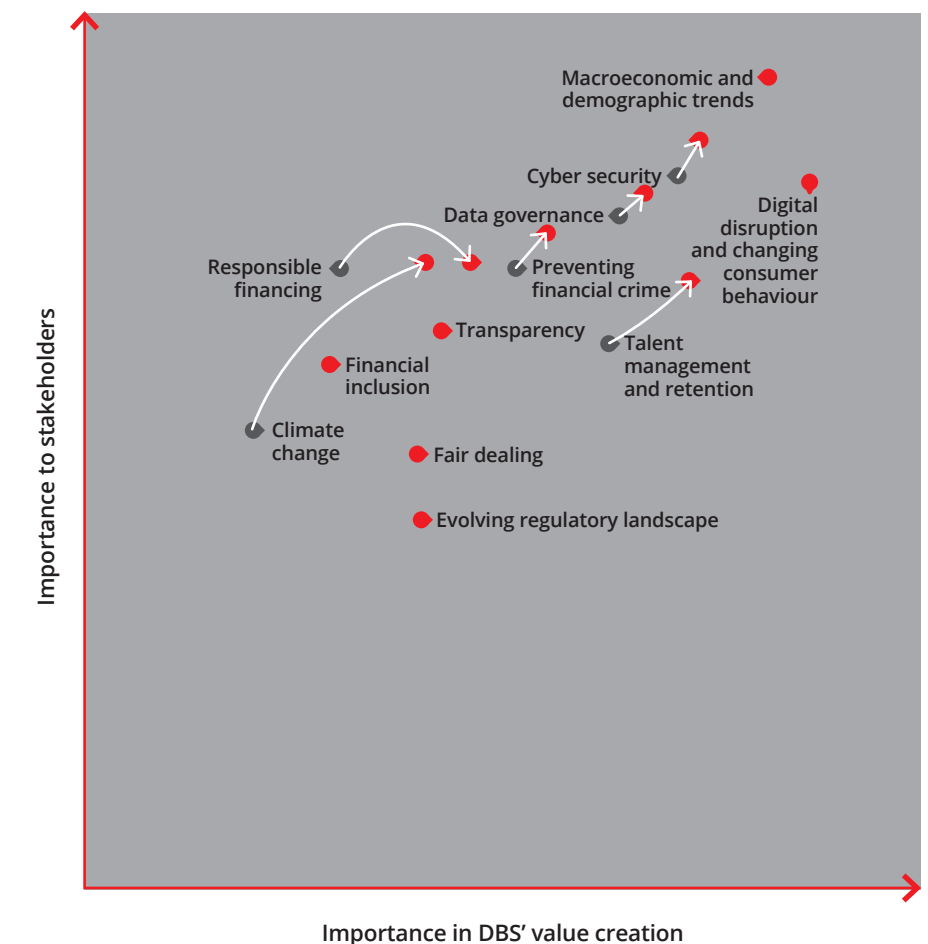 Macroeconomic and
demographic trends
Cyber security
Digital
disruption
and changing
consumer
behaviour
Data governance
Responsible
financing
Preventing
financial crime
Transparency
Talent
management
and retention
Financial
inclusion
Climate
change
Fair dealing
Evolving regulatory landscape
Importance to stakeholders
Importance in DBS’ value creation